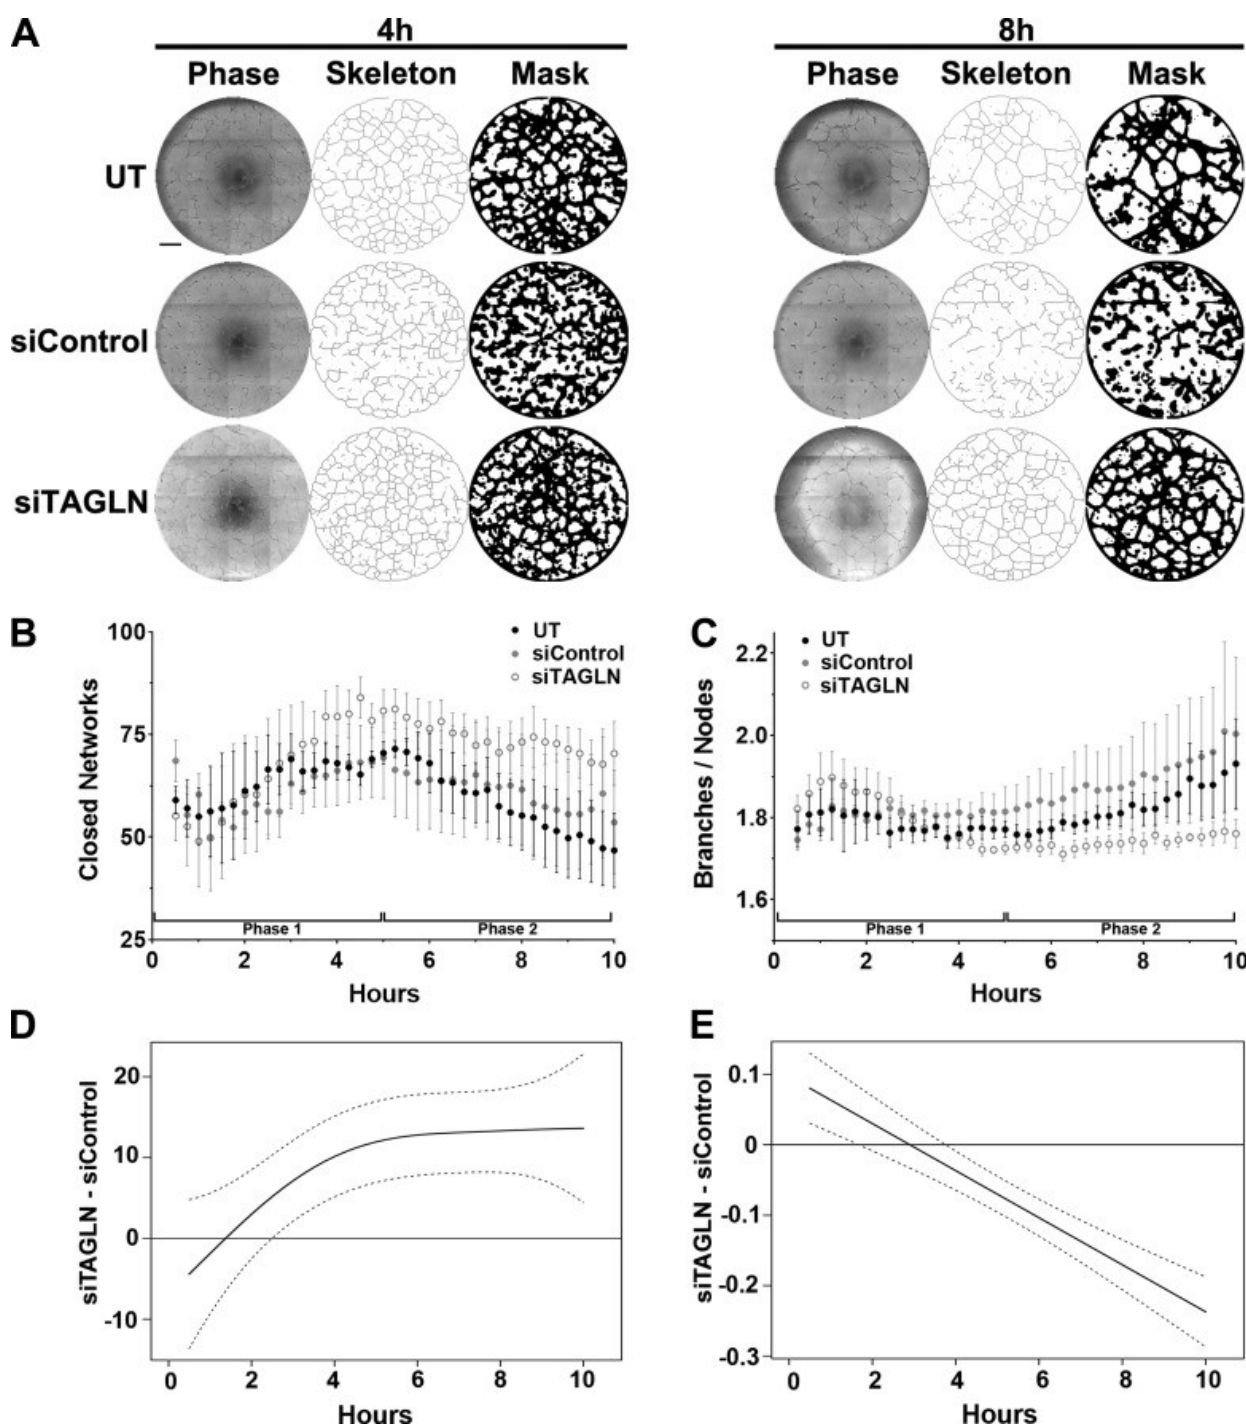 A
4h
8h
Phase Skeleton Mask
Phase Skeleton Mask
UT
siControl
siTAGLN
B
Closed Networks
100
75
50
25
UT
siControl
siTAGLN
Phase 1
Phase 2
0 2 4 6 8 10
Hours
C
Branches / Nodes
2.2
2.0
1.8
1.6
UT
siControl
siTAGLN
Phase 1
Phase 2
0 2 4 6 8 10
Hours
D
siTAGLN - siControl
20
10
0
-10
0 2 4 6 8 10
Hours
E
siTAGLN - siControl
0.1
0
-0.1
-0.2
-0.3
0 2 4 6 8 10
Hours